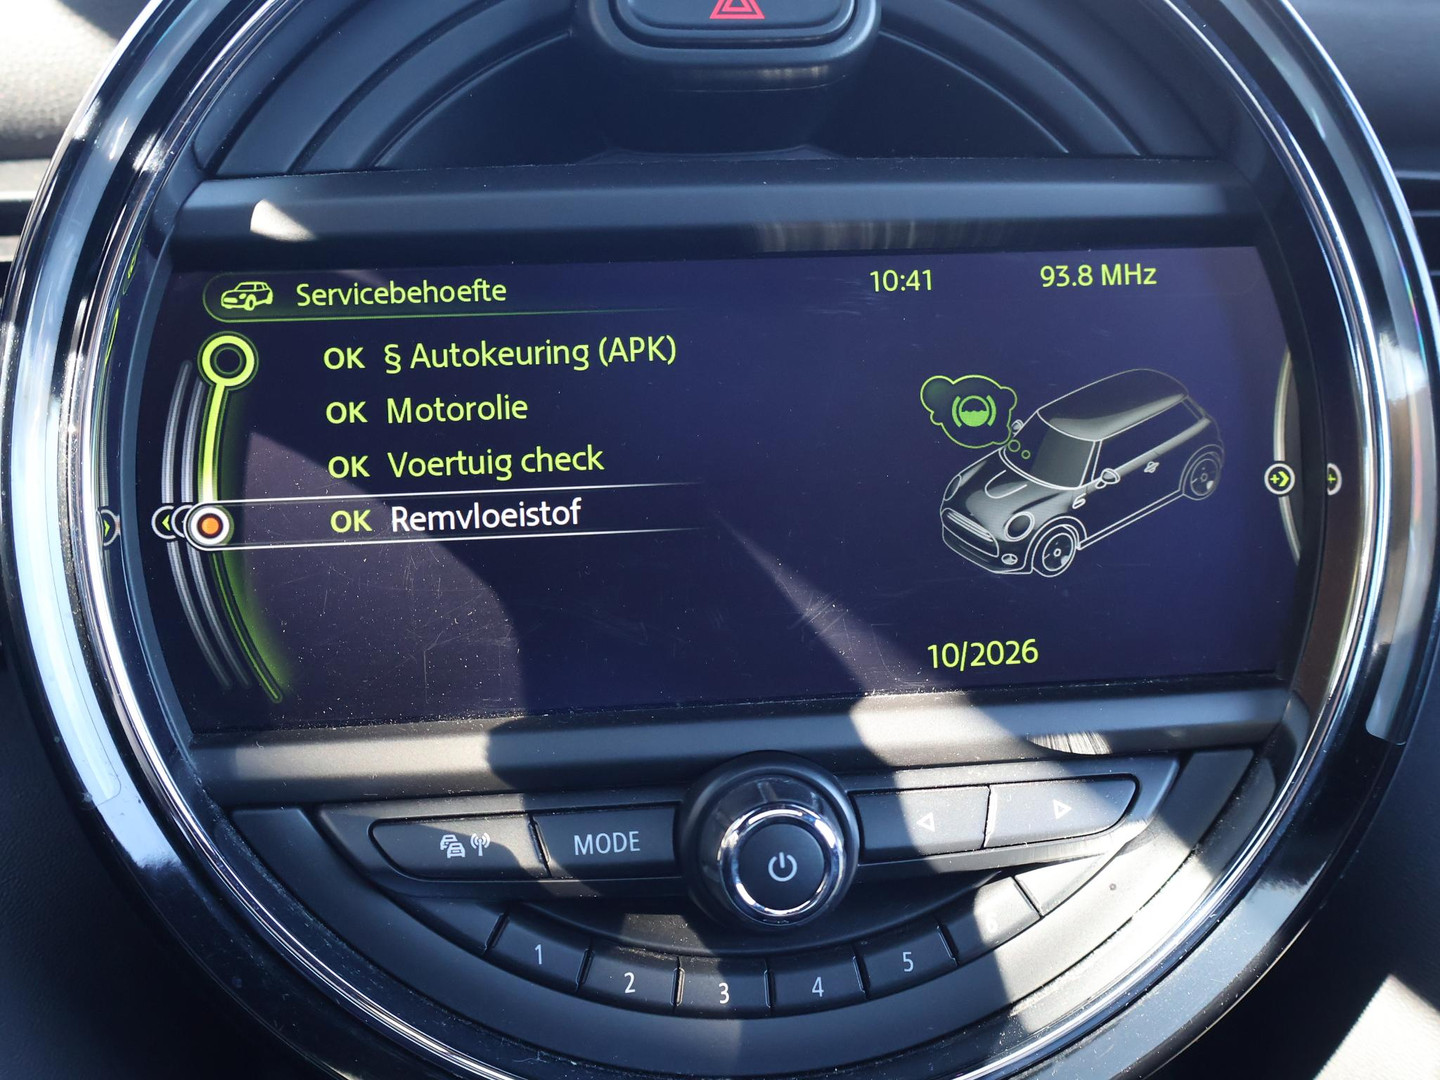 Servicebehoefte 10:41 93.8 MHz
OK § Autokeuring (APK)
OK Motorolie
OK Voertuig check
OK Remvloeistof
10/2026
MODE
1 2 3 4 5